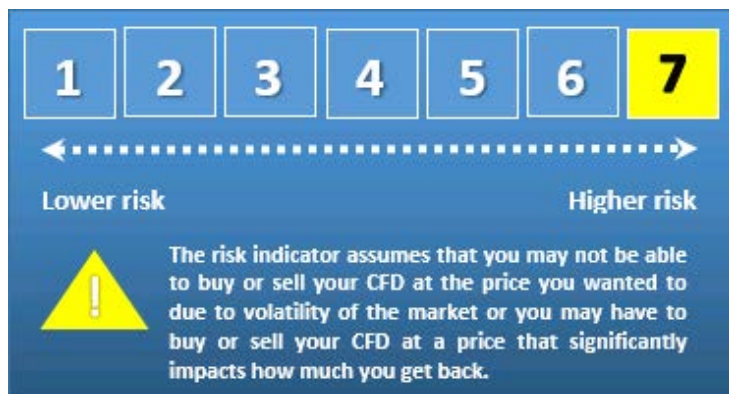 1 2 3 4 5 6 7
Lower risk Higher risk
!
The risk indicator assumes that you may not be able
to buy or sell your CFD at the price you wanted to
due to volatility of the market or you may have to
buy or sell your CFD at a price that significantly
impacts how much you get back.